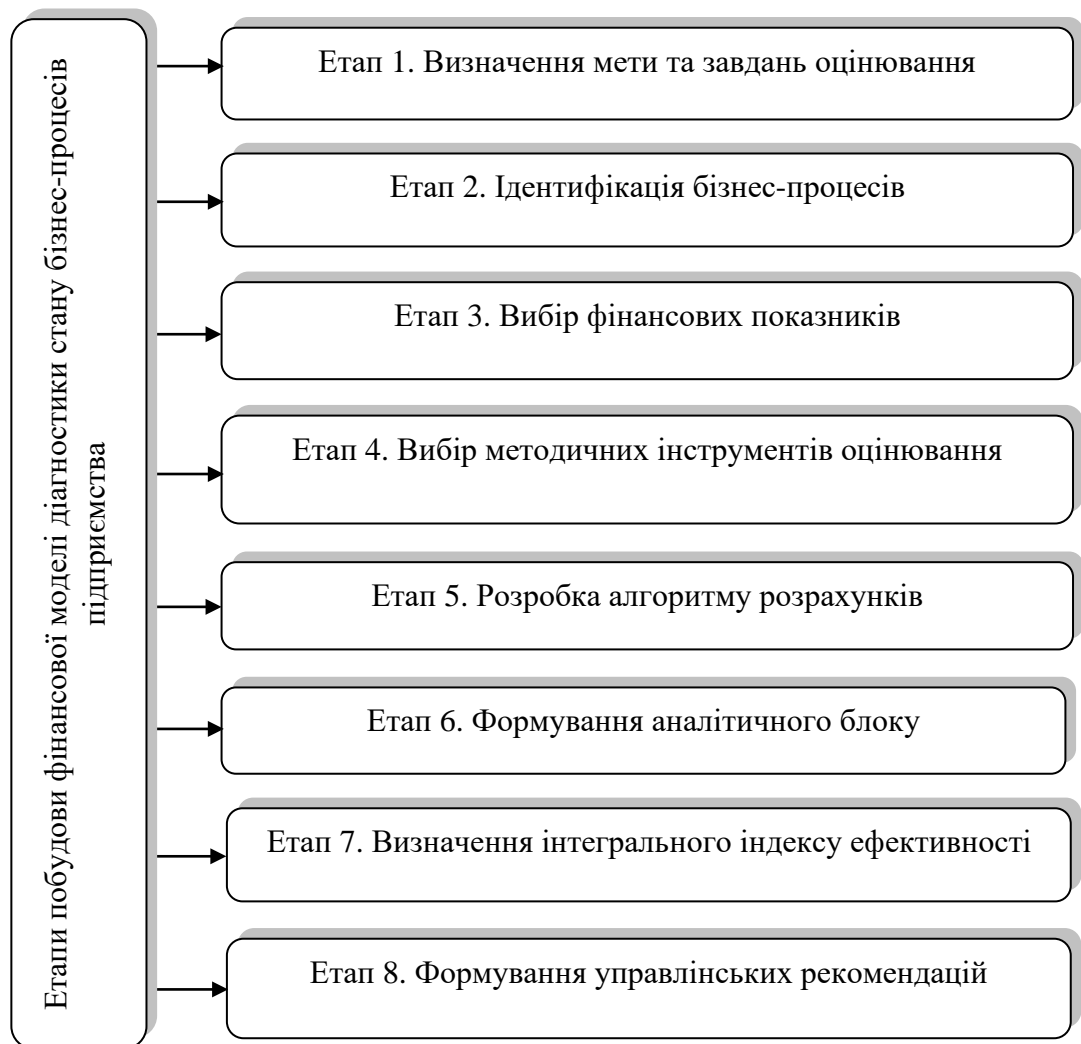 Етапи побудови фінансової моделі діагностики стану бізнес-процесів
підприємства
Етап 1. Визначення мети та завдань оцінювання
Етап 2. Ідентифікація бізнес-процесів
Етап 3. Вибір фінансових показників
Етап 4. Вибір методичних інструментів оцінювання
Етап 5. Розробка алгоритму розрахунків
Етап 6. Формування аналітичного блоку
Етап 7. Визначення інтегрального індексу ефективності
Етап 8. Формування управлінських рекомендацій